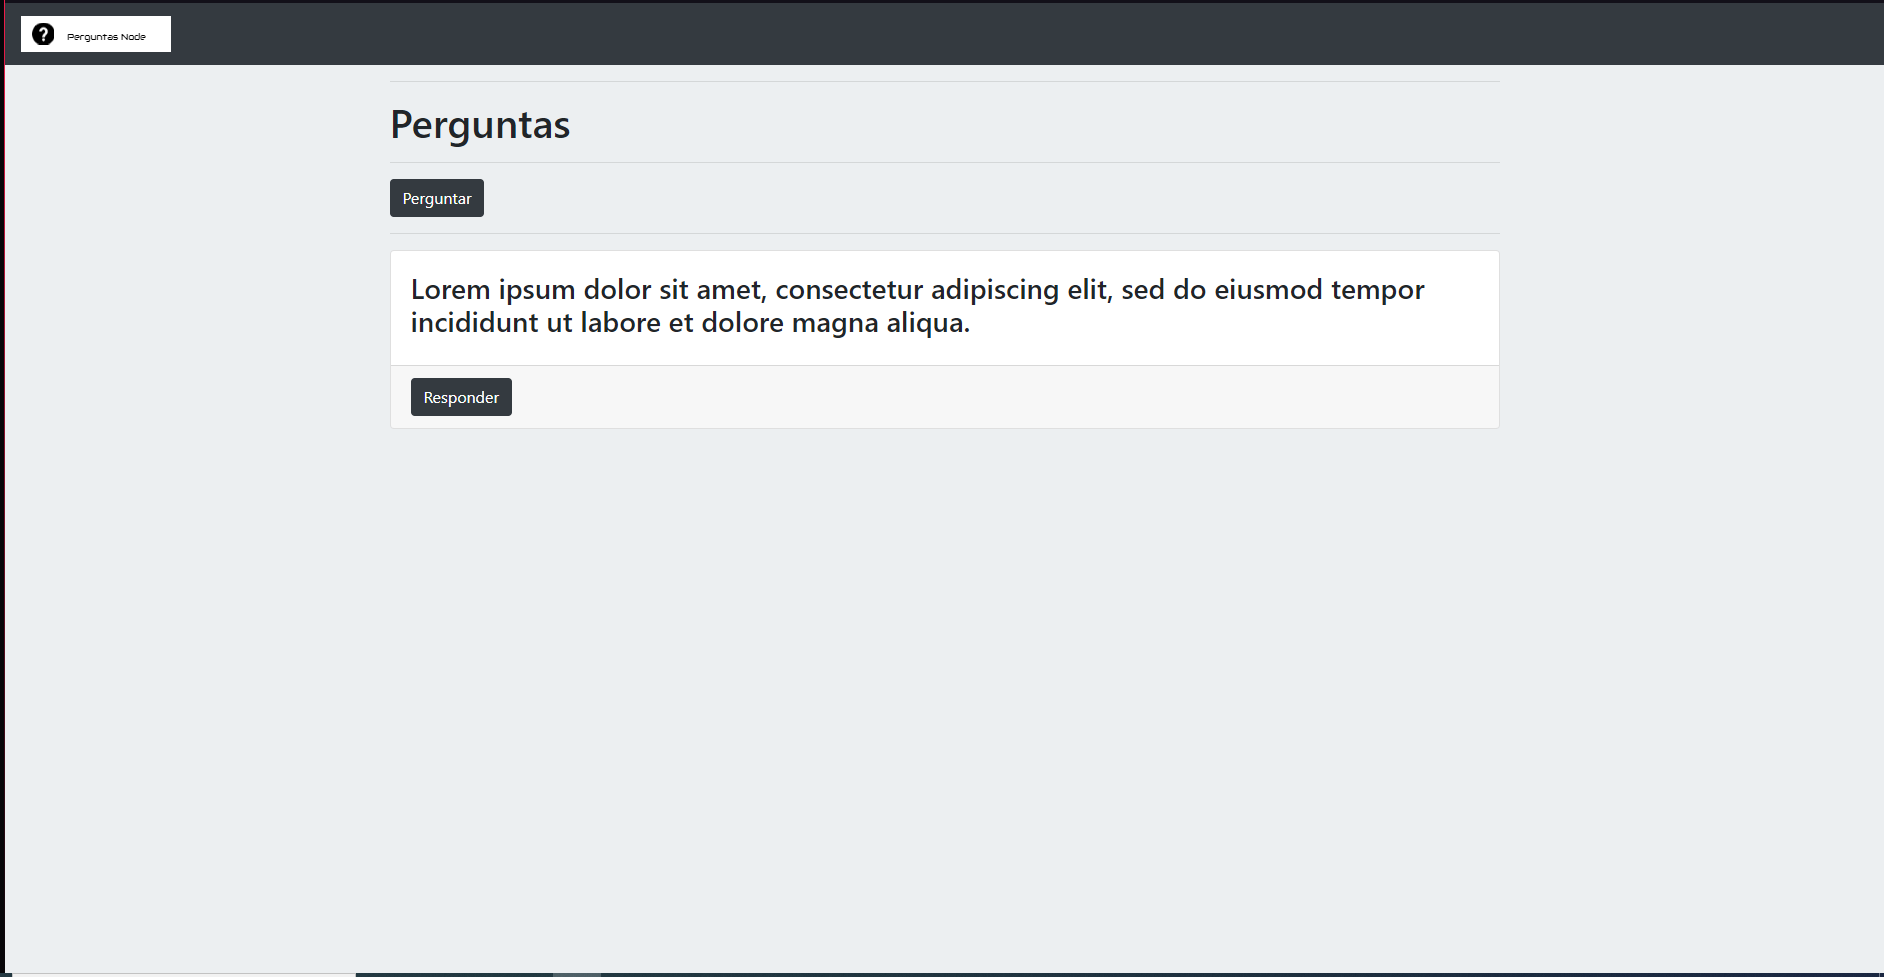 Perguntas Node
Perguntas
Perguntar
Lorem ipsum dolor sit amet, consectetur adipiscing elit, sed do eiusmod tempor
incididunt ut labore et dolore magna aliqua.
Responder